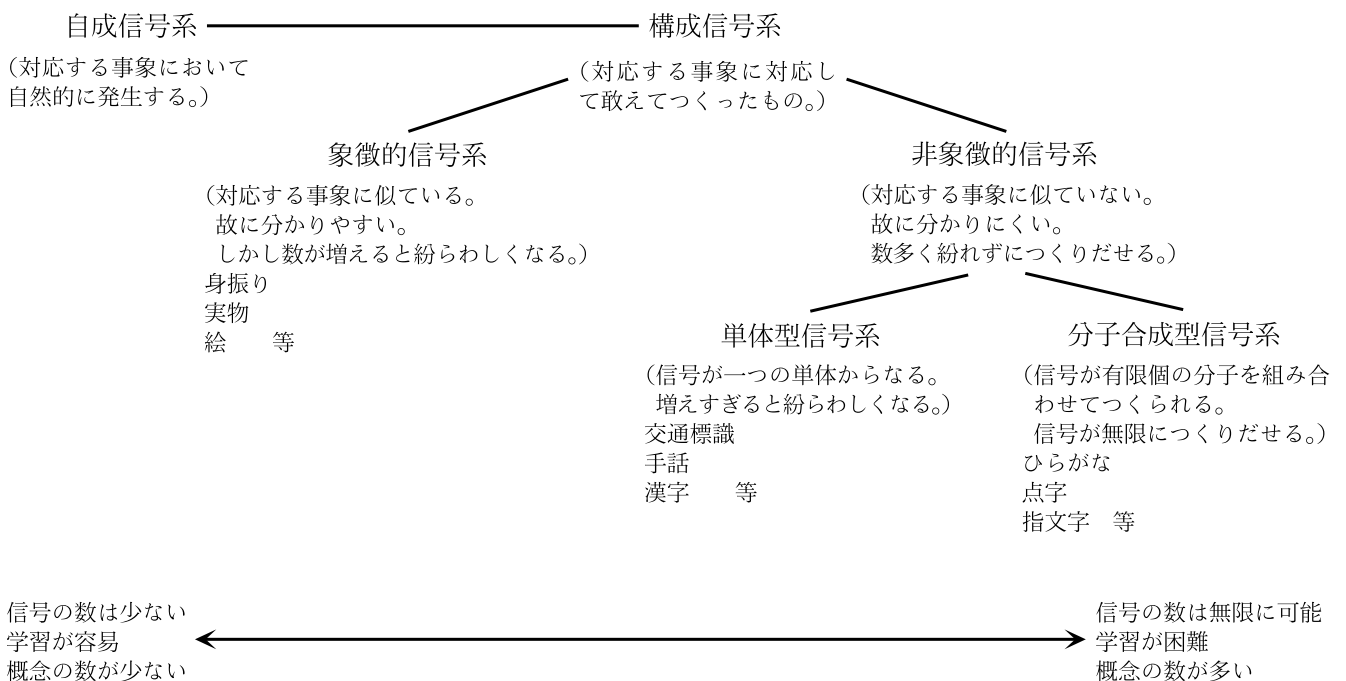 自成信号系
(対応する事象において
自然的に発生する。)
構成信号系
(対応する事象に対応し
て敢えてつくったもの。)
象徴的信号系
(対応する事象に似ている。
故に分かりやすい。
しかし数が増えると紛らわしくなる。)
身振り
実物
絵　　等
非象徴的信号系
(対応する事象に似ていない。
故に分かりにくい。
数多く紛れずにつくりだせる。)
単体型信号系
(信号が一つの単体からなる。
増えすぎると紛らわしくなる。)
交通標識
手話
漢字　　等
分子合成型信号系
(信号が有限個の分子を組み合
わせてつくられる。
信号が無限につくりだせる。)
ひらがな
点字
指文字　等
信号の数は少ない
学習が容易
概念の数が少ない
信号の数は無限に可能
学習が困難
概念の数が多い